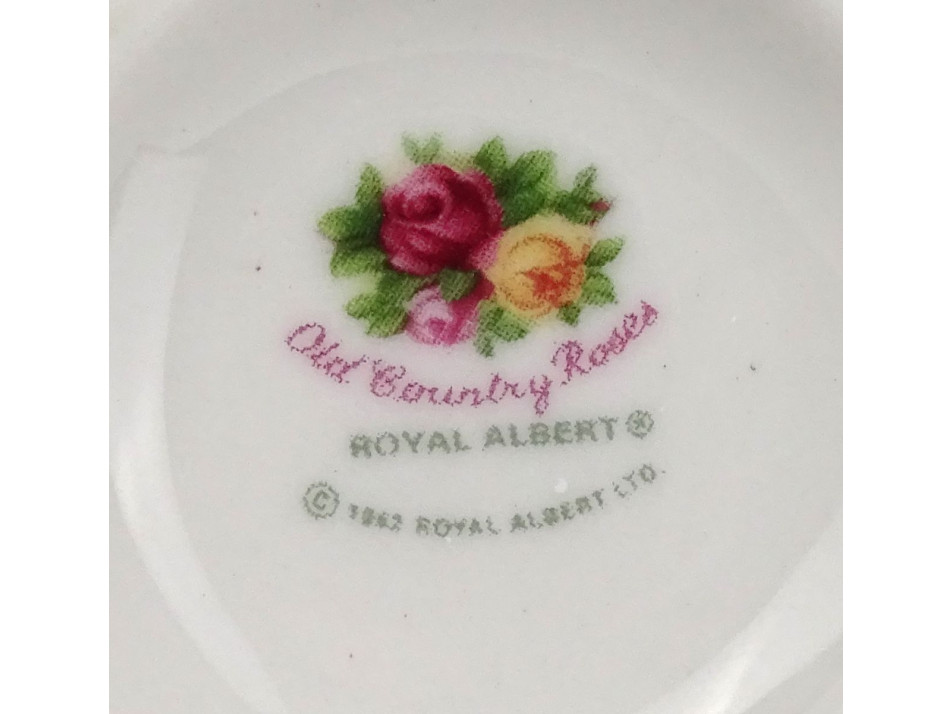 Old Country Roses
ROYAL ALBERT ®
© 1962 ROYAL ALBERT LTD.